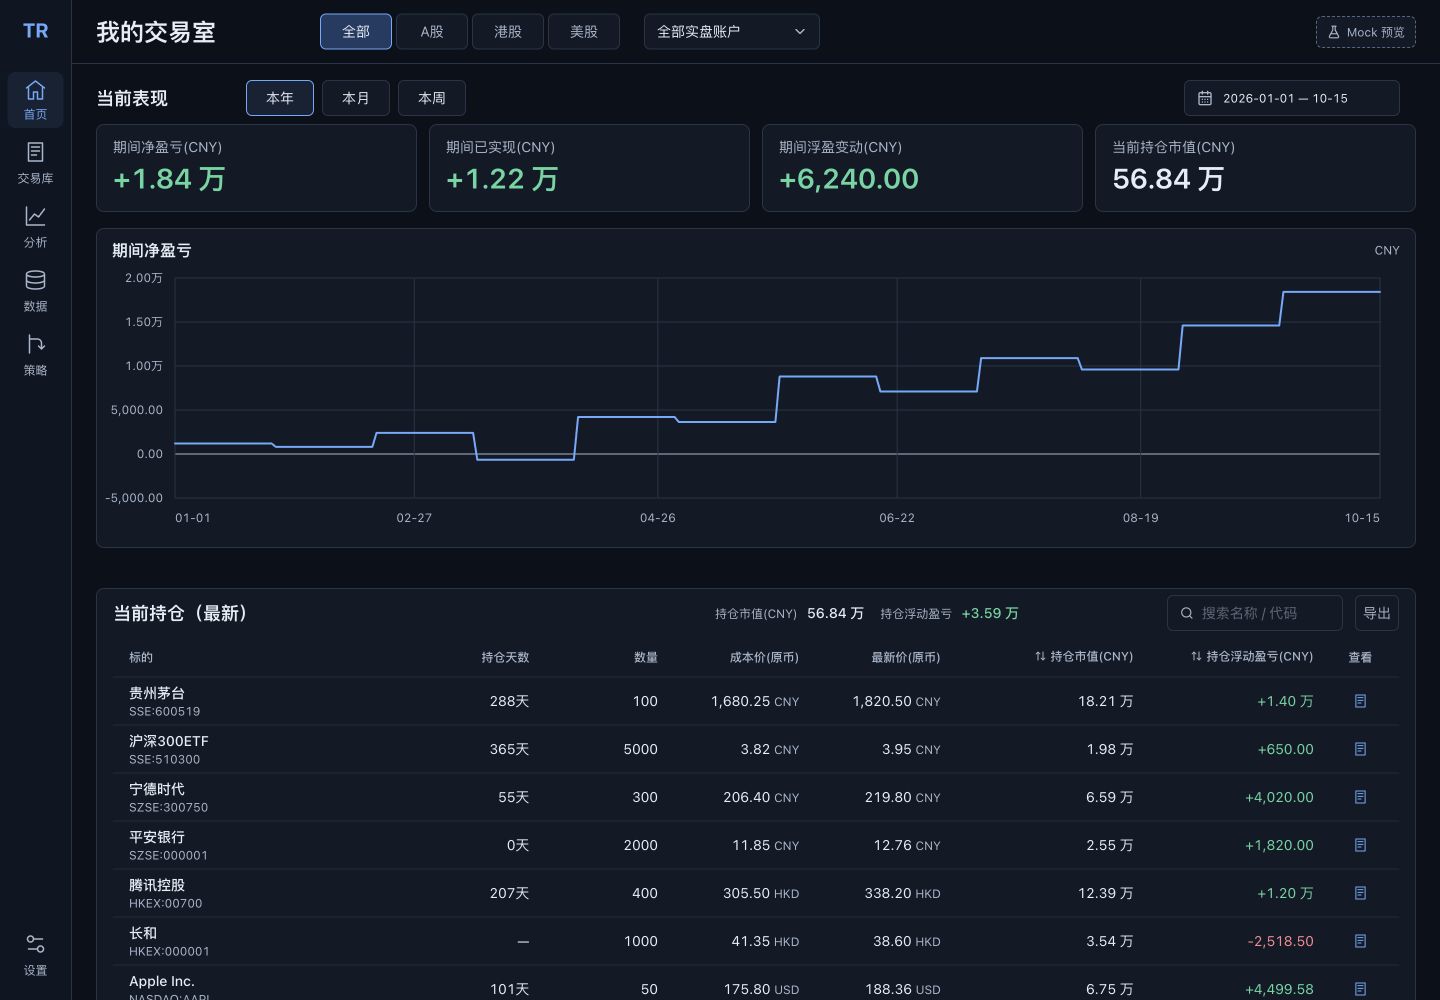 TR
我的交易室
全部
A股
港股
美股
全部实盘账户
Mock 预览
首页
交易库
分析
数据
策略
设置
当前表现
本年
本月
本周
2026-01-01 — 10-15
期间净盈亏(CNY)
+1.84 万
期间已实现(CNY)
+1.22 万
期间浮盈变动(CNY)
+6,240.00
当前持仓市值(CNY)
56.84 万
期间净盈亏
CNY
2.00万
1.50万
1.00万
5,000.00
0.00
-5,000.00
01-01
02-27
04-26
06-22
08-19
10-15
当前持仓（最新）
持仓市值(CNY) 56.84 万 持仓浮动盈亏 +3.59 万
搜索名称 / 代码
导出
标的 持仓天数 数量 成本价(原币) 最新价(原币) 持仓市值(CNY) 持仓浮动盈亏(CNY) 查看
贵州茅台
SSE:600519
288天 100 1,680.25 CNY 1,820.50 CNY 18.21 万 +1.40 万
沪深300ETF
SSE:510300
365天 5000 3.82 CNY 3.95 CNY 1.98 万 +650.00
宁德时代
SZSE:300750
55天 300 206.40 CNY 219.80 CNY 6.59 万 +4,020.00
平安银行
SZSE:000001
0天 2000 11.85 CNY 12.76 CNY 2.55 万 +1,820.00
腾讯控股
HKEX:00700
207天 400 305.50 HKD 338.20 HKD 12.39 万 +1.20 万
长和
HKEX:000001
— 1000 41.35 HKD 38.60 HKD 3.54 万 -2,518.50
Apple Inc.
NASDAQ:AAPL
101天 50 175.80 USD 188.36 USD 6.75 万 +4,499.58